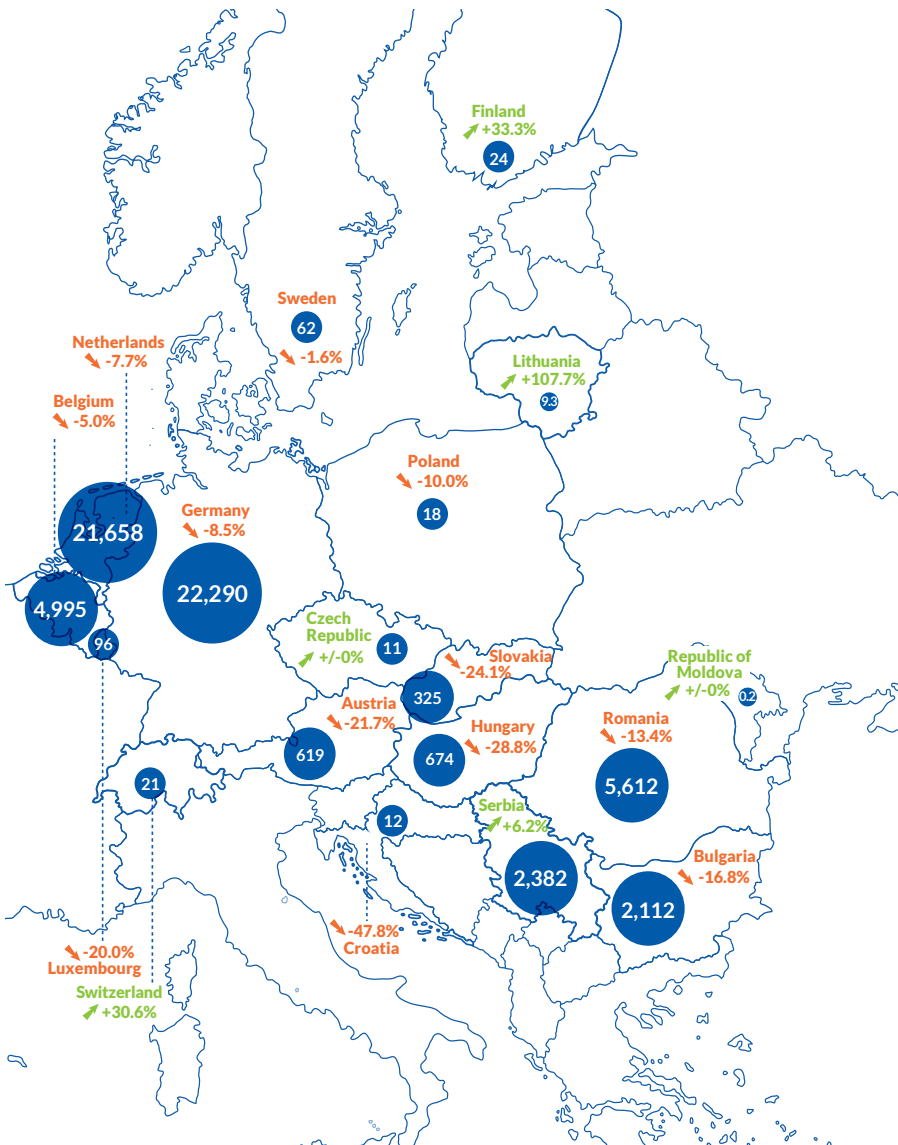 Finland
+33.3%
24
Sweden
62
-1.6%
Netherlands
-7.7%
Lithuania
+107.7%
9.3
Belgium
-5.0%
Poland
-10.0%
18
Germany
-8.5%
21,658
22,290
4,995
96
Czech
Republic
+/-0%
11
Slovakia
-24.1%
325
Republic of
Moldova
+/-0%
0.2
Austria
-21.7%
619
Hungary
-28.8%
674
Romania
-13.4%
5,612
21
12
Serbia
+6.2%
2,382
Bulgaria
-16.8%
2,112
-47.8%
Croatia
-20.0%
Luxembourg
Switzerland
+30.6%